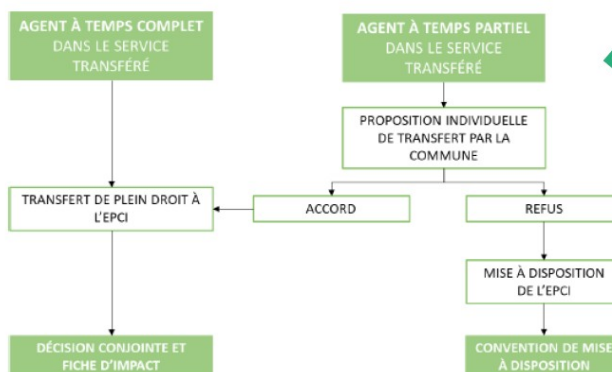 AGENT À TEMPS COMPLET
DANS LE SERVICE
TRANSFÉRÉ
AGENT À TEMPS PARTIEL
DANS LE SERVICE
TRANSFÉRÉ
PROPOSITION INDIVIDUELLE
DE TRANSFERT PAR LA
COMMUNE
TRANSFERT DE PLEIN DROIT À
L'EPCI
ACCORD
REFUS
MISE À DISPOSITION
DE L'EPCI
DÉCISION CONJOINTE ET
FICHE D'IMPACT
CONVENTION DE MISE
À DISPOSITION